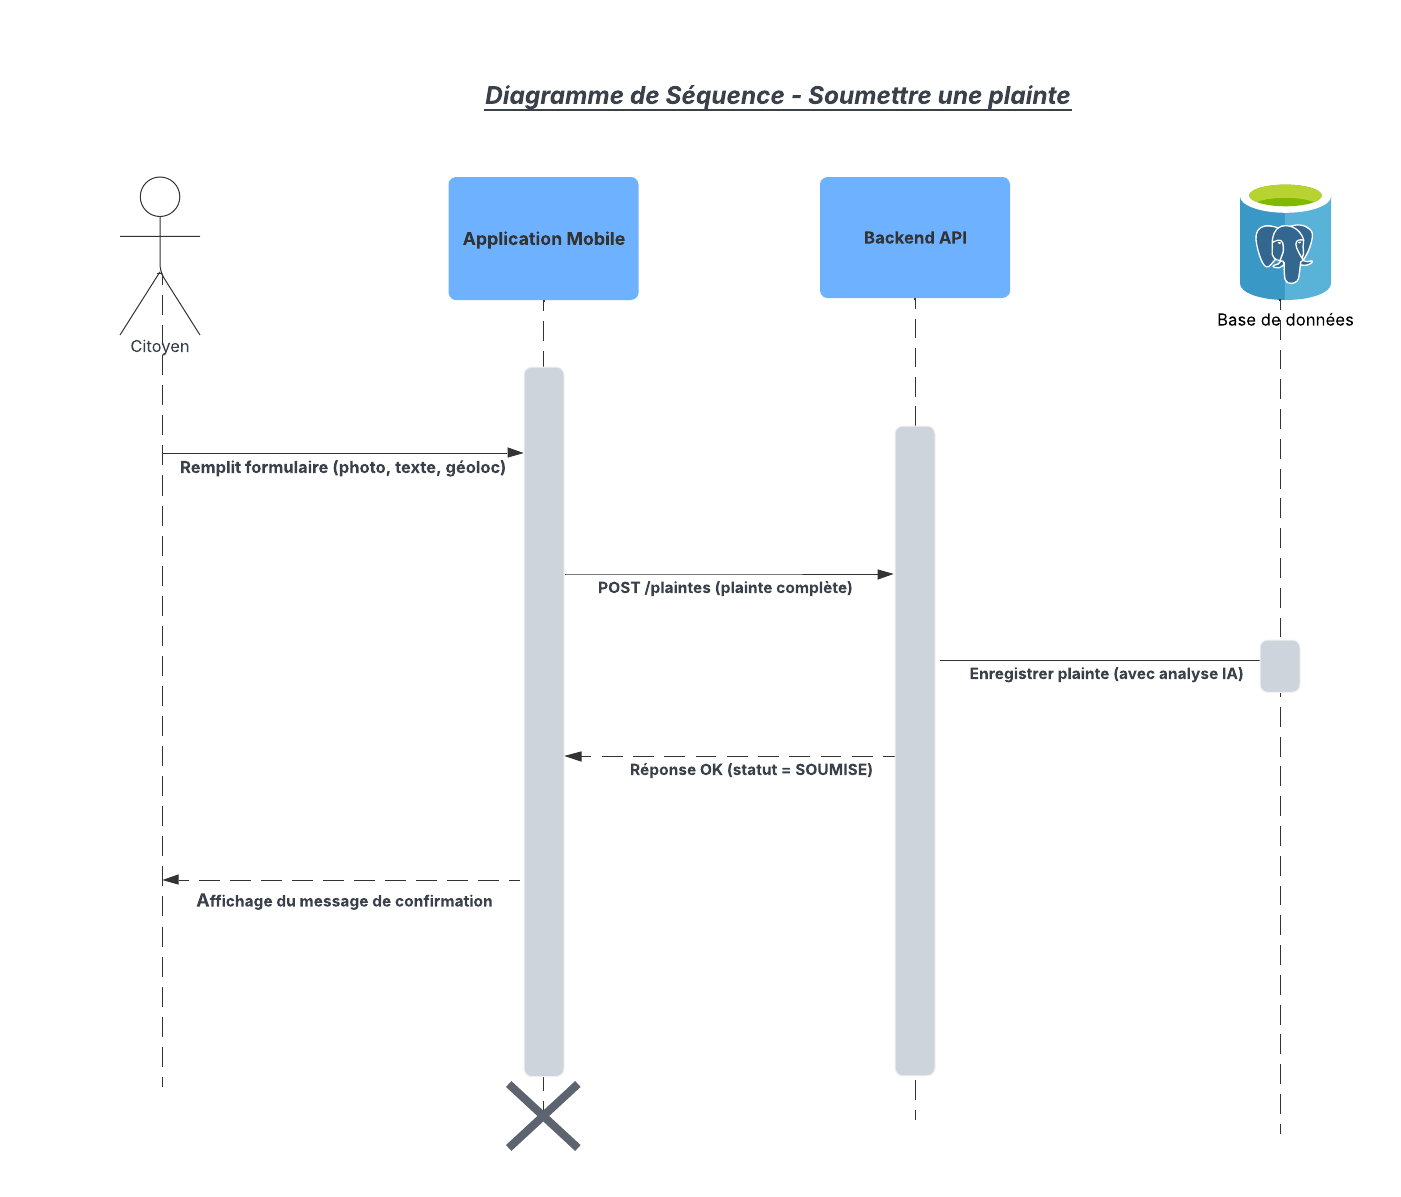 Diagramme de Séquence - Soumettre une plainte
Application Mobile
Backend API
Base de données
Citoyen
Remplit formulaire (photo, texte, géoloc)
POST /plaintes (plainte complète)
Enregistrer plainte (avec analyse IA)
Réponse OK (statut = SOUMISE)
Affichage du message de confirmation